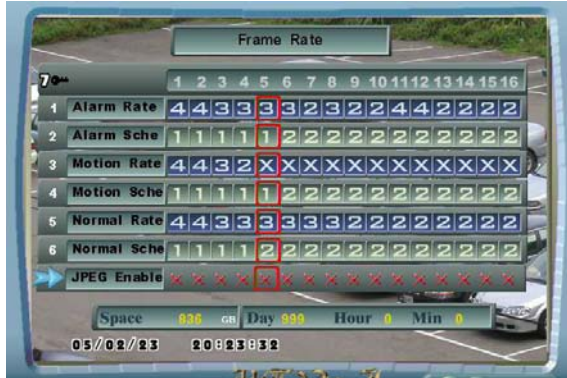 Frame Rate
7 1 2 3 4 5 6 7 8 9 10 11 12 13 14 15 16
1 Alarm Rate 4 4 3 3 3 3 2 3 2 2 4 4 2 2 2 2
2 Alarm Sche 1 1 1 1 1 2 2 2 2 2 2 2 2 2 2 2
3 Motion Rate 4 4 3 2 X X X X X X X X X X X X
4 Motion Sche 1 1 1 1 1 2 2 2 2 2 2 2 2 2 2 2
5 Normal Rate 4 4 3 3 3 3 3 3 2 2 2 2 2 2 2 2
6 Normal Sche 1 1 1 1 2 2 2 2 2 2 2 2 2 2 2 2
JPEG Enable x x x x x x x x x x x x x x x x
Space 836 GB Day 999 Hour 0 Min 0
05/02/23 20:23:32